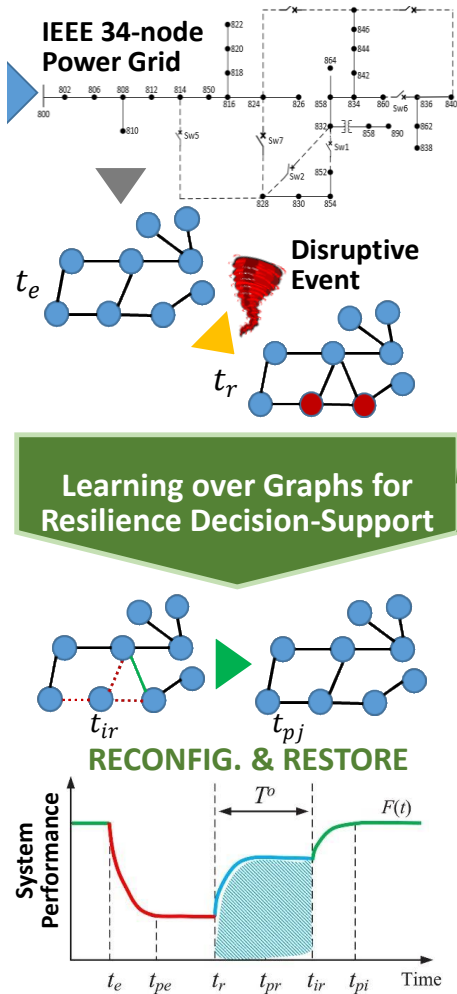 IEEE 34-node
Power Grid
822
820
818
846
844
842
864
800
802
806
808
812
814
850
816
824
826
858
834
860
Sw6
836
840
810
Sw5
Sw7
832
Sw1
858
890
862
838
Sw2
852
828
830
854
t_e
Disruptive
Event
t_r
Learning over Graphs for
Resilience Decision-Support
t_ir
t_pj
RECONFIG. & RESTORE
System
Performance
T^o
F(t)
t_e t_pe t_r t_pr t_ir t_pi Time